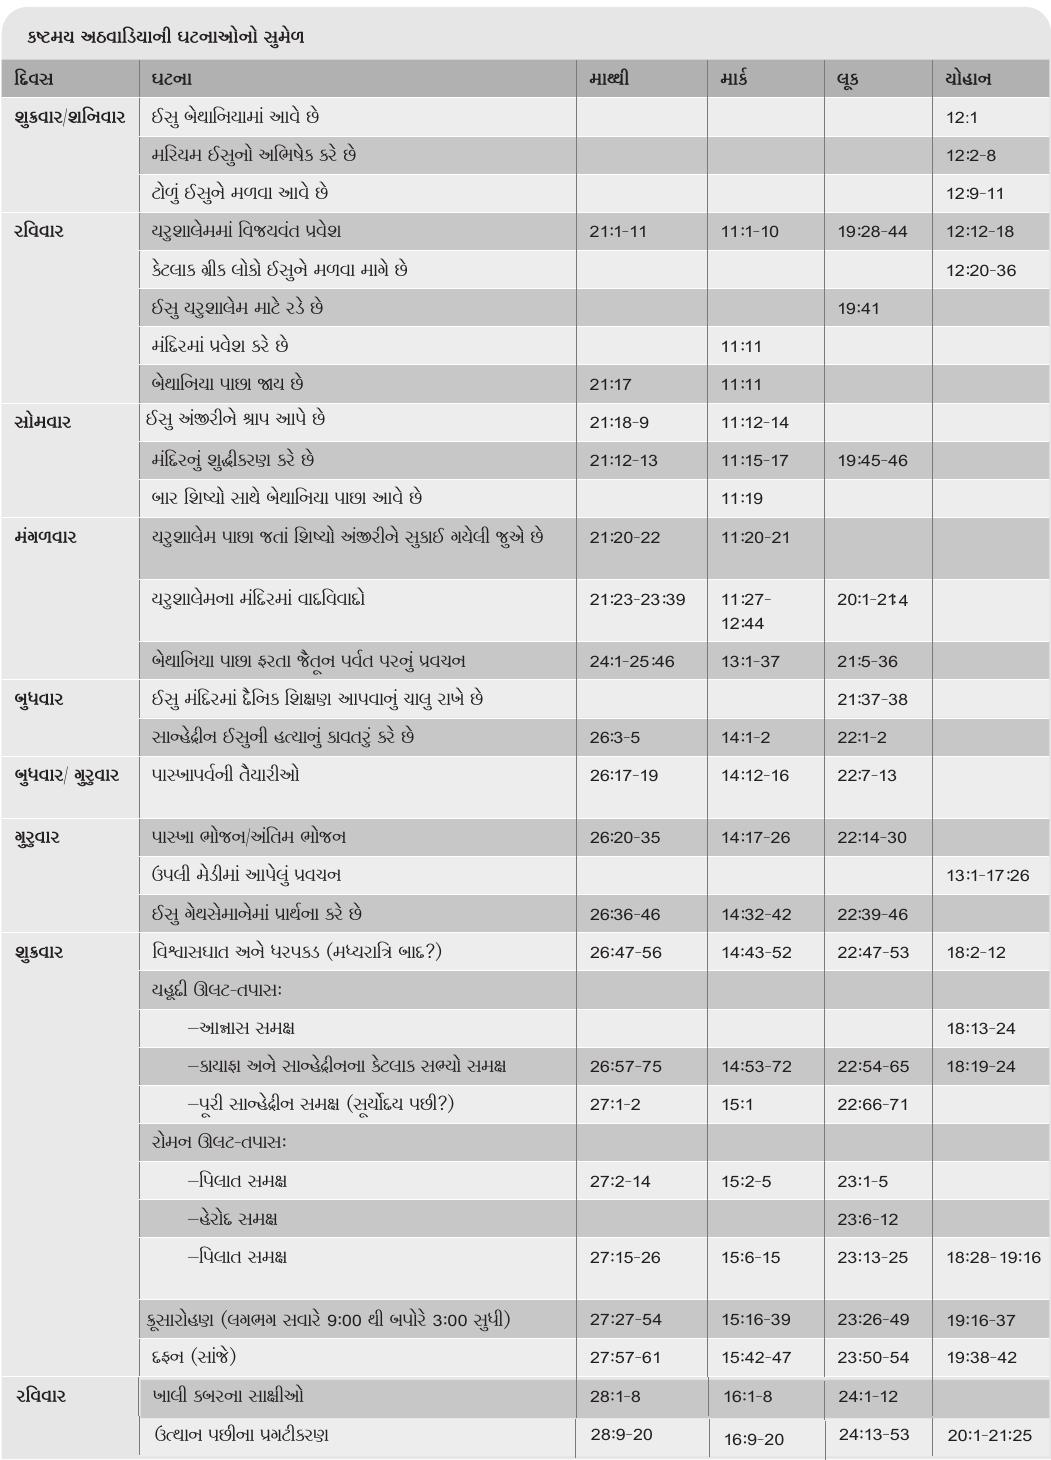 કષ્ટમય અઠવાડિયાની ઘટનાઓનો સુમેળ
દિવસ ઘટના માથ્થી માર્ક લૂક યોહાન
શુક્રવાર/શનિવાર ઈસુ બેથાનિયામાં આવે છે 12:1
મરિયમ ઈસુનો અભિષેક કરે છે 12:2-8
ટોળું ઈસુને મળવા આવે છે 12:9-11
રવિવાર યરુશાલેમમાં વિજયવંત પ્રવેશ 21:1-11 11:1-10 19:28-44 12:12-18
કેટલાક ગ્રીક લોકો ઈસુને મળવા માગે છે 12:20-36
ઈસુ યરુશાલેમ માટે રડે છે 19:41
મંદિરમાં પ્રવેશ કરે છે 11:11
બેથાનિયા પાછા જાય છે 21:17 11:11
સોમવાર ઈસુ અંજીરીને શ્રાપ આપે છે 21:18-9 11:12-14
મંદિરનું શુદ્ધીકરણ કરે છે 21:12-13 11:15-17 19:45-46
બાર શિષ્યો સાથે બેથાનિયા પાછા આવે છે 11:19
મંગળવાર યરુશાલેમ પાછા જતાં શિષ્યો અંજીરીને સુકાઈ ગયેલી જુએ છે 21:20-22 11:20-21
યરુશાલેમના મંદિરમાં વાદવિવાદો 21:23-23:39 11:27- 20:1-21:4
12:44
બેથાનિયા પાછા ફરતા જૈતૂન પર્વત પરનું પ્રવચન 24:1-25:46 13:1-37 21:5-36
બુધવાર ઈસુ મંદિરમાં દૈનિક શિક્ષણ આપવાનું ચાલુ રાખે છે 21:37-38
સાન્હેદ્રીન ઈસુની હત્યાનું કાવતરું કરે છે 26:3-5 14:1-2 22:1-2
બુધવાર/ ગુરુવાર પાસ્ખાપર્વની તૈયારીઓ 26:17-19 14:12-16 22:7-13
ગુરુવાર પાસ્ખા ભોજન/અંતિમ ભોજન 26:20-35 14:17-26 22:14-30
ઉપલી મેડીમાં આપેલું પ્રવચન 13:1-17:26
ઈસુ ગેથસેમાનેમાં પ્રાર્થના કરે છે 26:36-46 14:32-42 22:39-46
શુક્રવાર વિશ્વાસઘાત અને ધરપકડ (મધ્યરાત્રિ બાદ?) 26:47-56 14:43-52 22:47-53 18:2-12
યહૂદી ઊલટ-તપાસઃ
–આન્નાસ સમક્ષ 18:13-24
–કાયાફા અને સાન્હેદ્રીનના કેટલાક સભ્યો સમક્ષ 26:57-75 14:53-72 22:54-65 18:19-24
–પૂરી સાન્હેદ્રીન સમક્ષ (સૂર્યોદય પછી?) 27:1-2 15:1 22:66-71
રોમન ઊલટ-તપાસઃ
–પિલાત સમક્ષ 27:2-14 15:2-5 23:1-5
–હેરોદ સમક્ષ 23:6-12
–પિલાત સમક્ષ 27:15-26 15:6-15 23:13-25 18:28-19:16
ક્રૂસારોહણ (લગભગ સવારે 9:00 થી બપોરે 3:00 સુધી) 27:27-54 15:16-39 23:26-49 19:16-37
દફન (સાંજે) 27:57-61 15:42-47 23:50-54 19:38-42
રવિવાર ખાલી કબરના સાક્ષીઓ 28:1-8 16:1-8 24:1-12
ઉત્થાન પછીના પ્રગટીકરણ 28:9-20 16:9-20 24:13-53 20:1-21:25